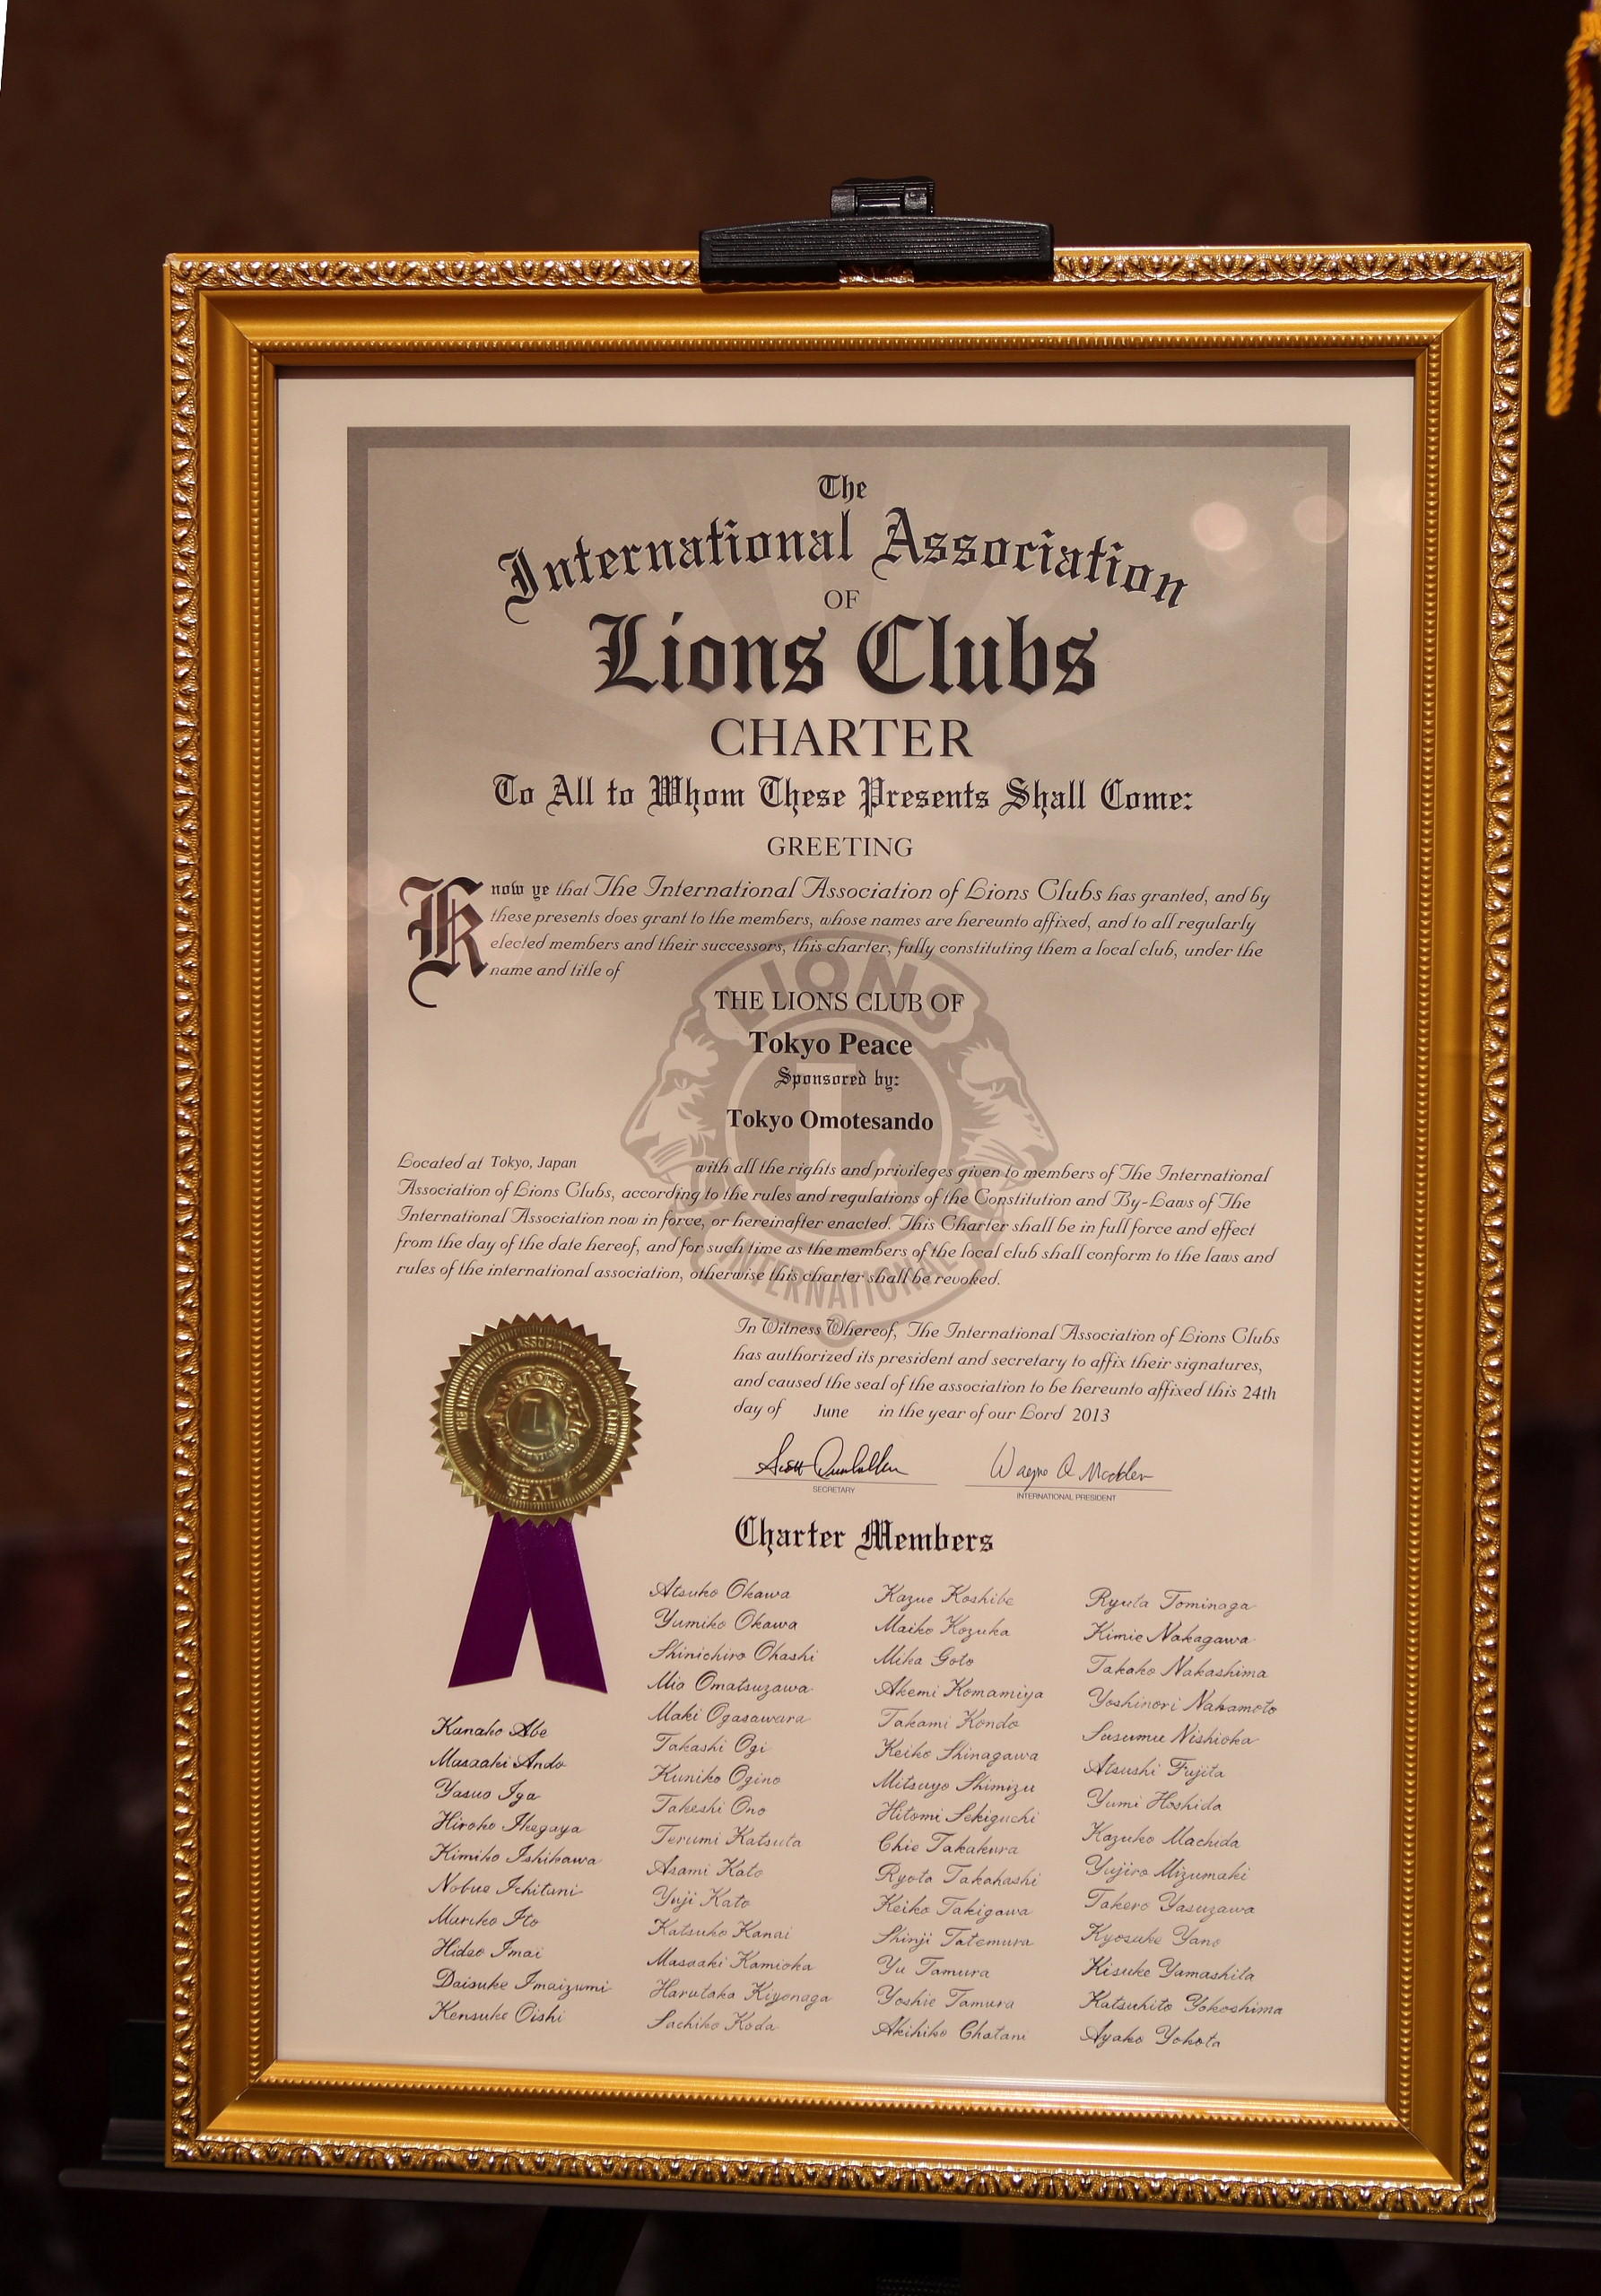 The
International Association
OF
Lions Clubs
CHARTER
To All to Whom These Presents Shall Come:
GREETING
Know ye that The International Association of Lions Clubs has granted, and by
these presents does grant to the members, whose names are hereunto affixed, and to all regularly
elected members and their successors, this charter, fully constituting them a local club, under the
name and title of
THE LIONS CLUB OF
Tokyo Peace
Sponsored by:
Tokyo Omotesando
Located at Tokyo, Japan with all the rights and privileges given to members of The International
Association of Lions Clubs, according to the rules and regulations of the Constitution and By-Laws of The
International Association now in force, or hereinafter enacted. This Charter shall be in full force and effect
from the day of the date hereof, and for such time as the members of the local club shall conform to the laws and
rules of the international association, otherwise this charter shall be revoked.
LIONS
L
INTERNATIONAL
In Witness Whereof, The International Association of Lions Clubs
has authorized its president and secretary to affix their signatures,
and caused the seal of the association to be hereunto affixed this 24th
day of June in the year of our Lord 2013
THE INTERNATIONAL ASSOCIATION OF LIONS CLUBS
LIONS
L
SEAL
Wayne A. Madden
SECRETARY
INTERNATIONAL PRESIDENT
Charter Members
Kanako Abe
Masaaki Ando
Yasuo Iga
Hiroko Ikegaya
Kimiko Ishikawa
Nobue Ichitani
Mariko Ito
Hideo Imai
Daisuke Imaizumi
Kensuke Oishi
Atsuko Okawa
Yumiko Okawa
Shinichiro Ohashi
Mio Omatsuzawa
Maki Ogasawara
Takashi Ogi
Kuniko Ogino
Takeshi Ono
Terumi Katsuta
Asami Kato
Yuji Kato
Katsuko Kanai
Masaaki Kamioka
Harutaka Kiyonaga
Sachiko Koda
Kazue Koshibe
Maiko Kozuka
Mika Goto
Akemi Komamiya
Takami Kondo
Keiko Shinagawa
Mitsuyo Shimizu
Hitomi Sekiguchi
Chie Takakura
Ryota Takahashi
Keiko Takigawa
Shinji Tatemura
Yu Tamura
Yoshie Tamura
Akihiko Chatani
Ryuta Tominaga
Kimie Nakagawa
Takako Nakashima
Yoshinori Nakamoto
Susumu Nishioka
Atsushi Fujita
Yumi Hoshida
Kazuko Machida
Yujiro Mizumaki
Takero Yasuzawa
Kyosuke Yano
Kisuke Yamashita
Katsuhito Yokoshima
Ayako Yokota